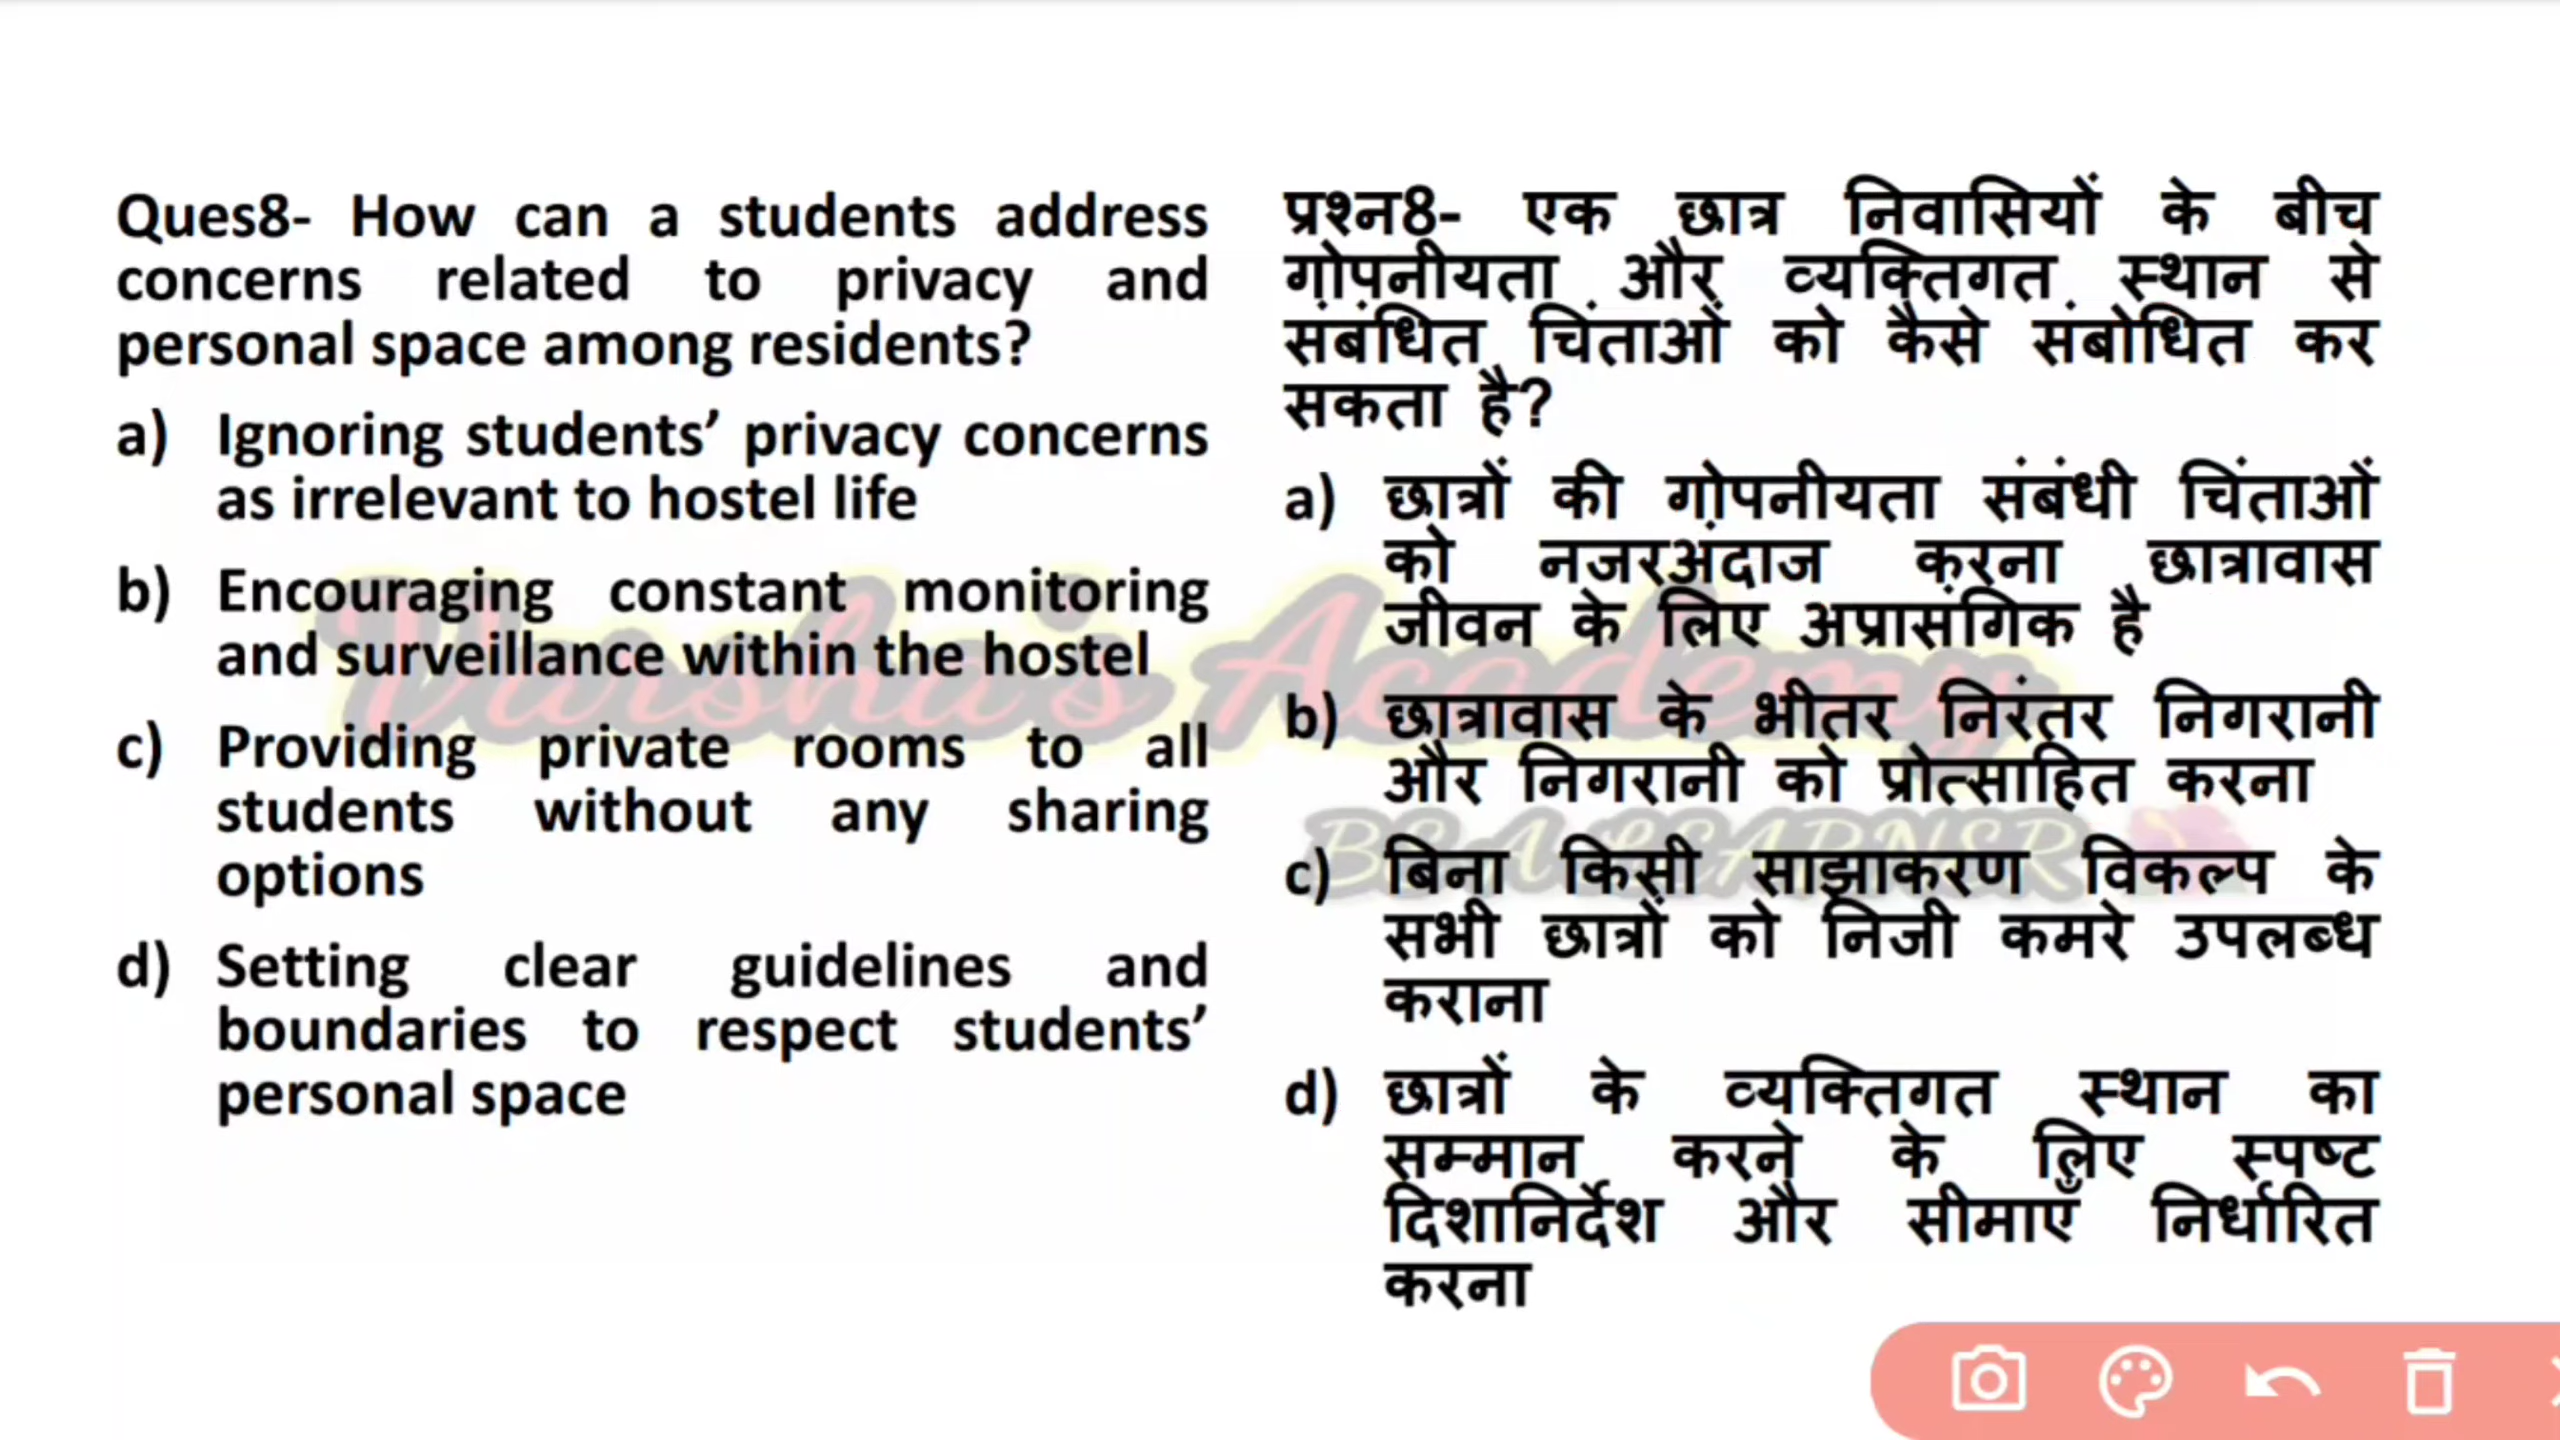 Ques8- How can a students address
concerns related to privacy and
personal space among residents?
a) Ignoring students’ privacy concerns
as irrelevant to hostel life
b) Encouraging constant monitoring
and surveillance within the hostel
c) Providing private rooms to all
students without any sharing
options
d) Setting clear guidelines and
boundaries to respect students’
personal space
प्रश्न8- एक छात्र निवासियों के बीच
गोपनीयता और व्यक्तिगत स्थान से
संबंधित चिंताओं को कैसे संबोधित कर
सकता है?
a) छात्रों की गोपनीयता संबंधी चिंताओं
को नजरअंदाज करना छात्रावास
जीवन के लिए अप्रासंगिक है
b) छात्रावास के भीतर निरंतर निगरानी
और निगरानी को प्रोत्साहित करना
c) बिना किसी साझाकरण विकल्प के
सभी छात्रों को निजी कमरे उपलब्ध
कराना
d) छात्रों के व्यक्तिगत स्थान का
सम्मान करने के लिए स्पष्ट
दिशानिर्देश और सीमाएँ निर्धारित
करना
Varsha's Academy
BE A LEARNER